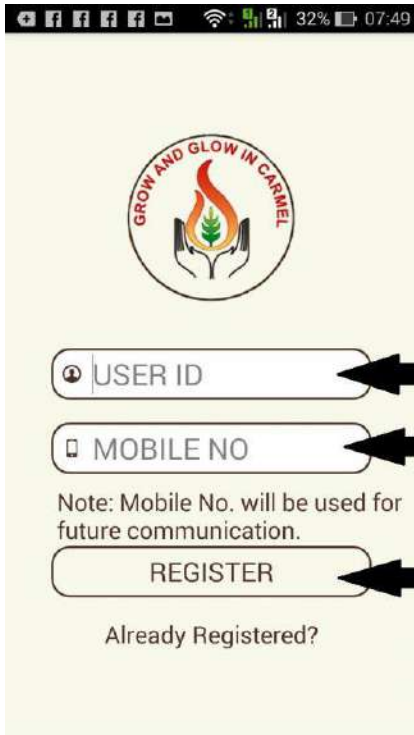 32% 07:49
GROW AND GLOW IN CARMEL
USER ID
MOBILE NO
Note: Mobile No. will be used for
future communication.
REGISTER
Already Registered?